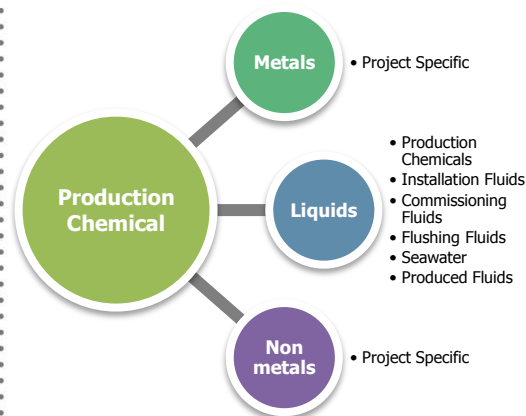 Metals
• Project Specific
Production
Chemical
Liquids
• Production
Chemicals
• Installation Fluids
• Commissioning
Fluids
• Flushing Fluids
• Seawater
• Produced Fluids
Non
metals
• Project Specific